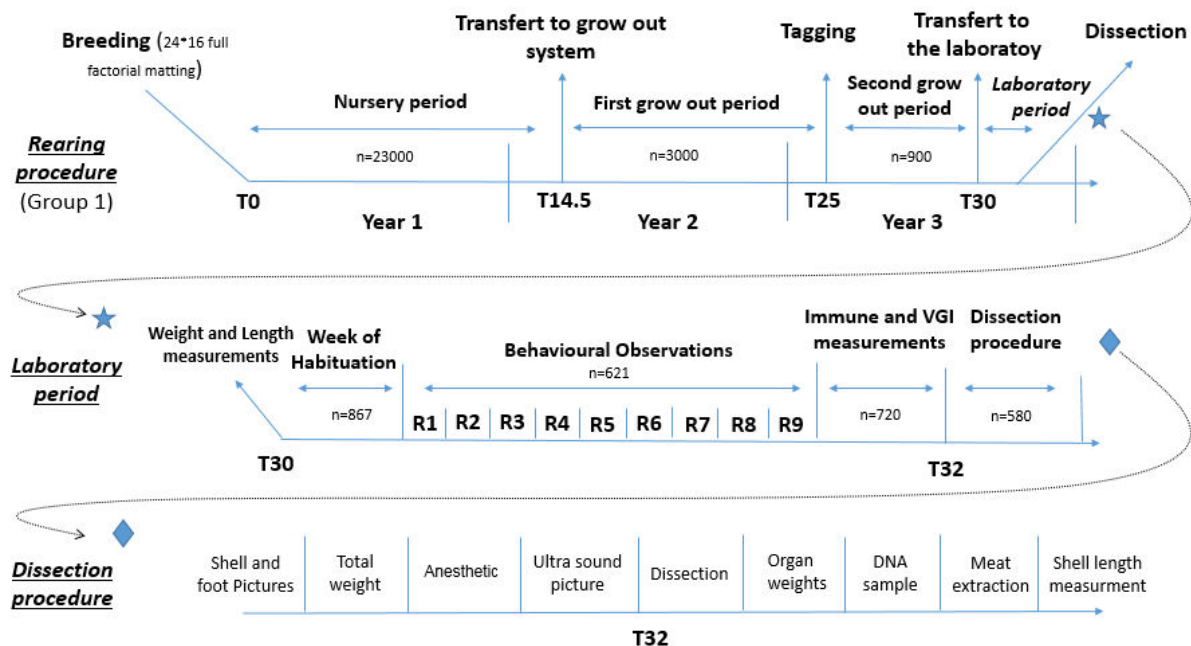 Breeding (24*16 full
factorial matting)
Transfert to grow out
system
Tagging
Transfert to
the laboratoy
Dissection
Nursery period
First grow out period
Second grow
out period
Laboratory
period
Rearing
procedure
(Group 1)
n=23000
n=3000
n=900
T0
T14.5
T25
T30
Year 1
Year 2
Year 3
Laboratory
period
Weight and Length
measurements
Week of
Habituation
Behavioural Observations
n=621
Immune and VGI
measurements
Dissection
procedure
n=867
n=720
n=580
R1 R2 R3 R4 R5 R6 R7 R8 R9
T30
T32
Dissection
procedure
Shell and
foot Pictures
Total
weight
Anesthetic
Ultra sound
picture
Dissection
Organ
weights
DNA
sample
Meat
extraction
Shell length
measurment
T32